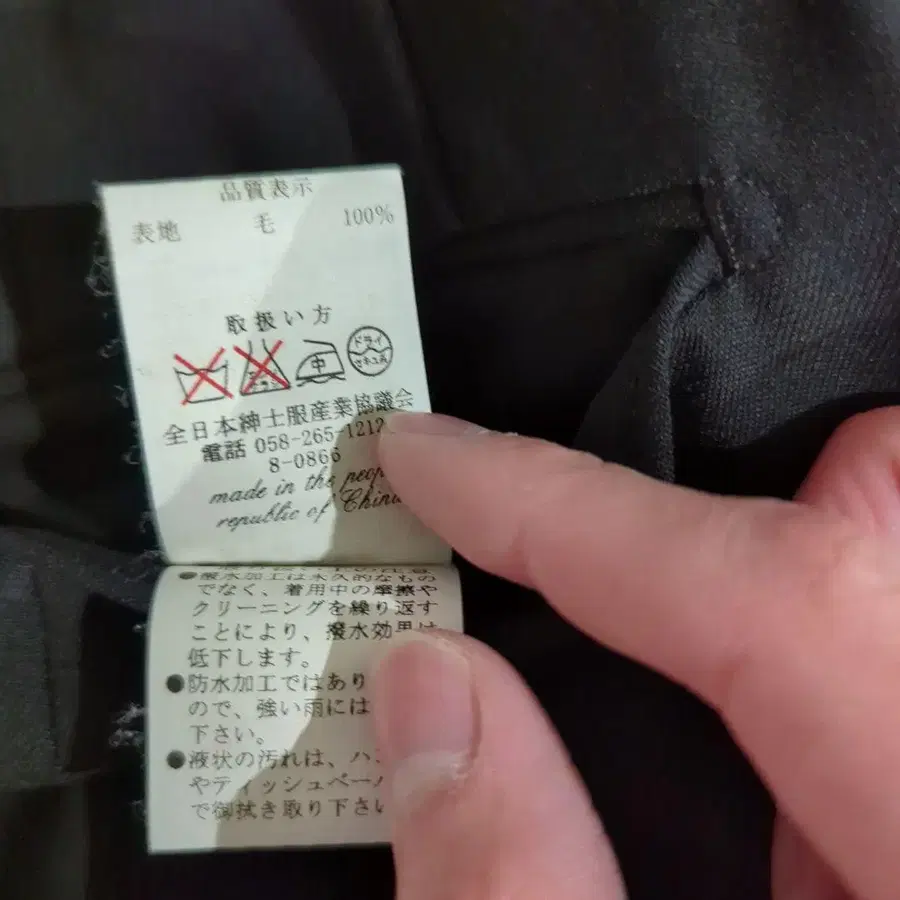 品質表示
表地 毛 100%
取扱い方
中 ドライ
セキユ系
全日本紳士服産業協議会
電話 058-265-1212
8-0866
made in the
republic of China
●撥水加工は永久的なもの
でなく、着用中の摩擦や
クリーニングを繰り返す
ことにより、撥水効果は
低下します。
●防水加工ではあり
ので、強い雨には
下さい。
●液状の汚れは、ハ
やティッシュペー
で御拭き取り下さい